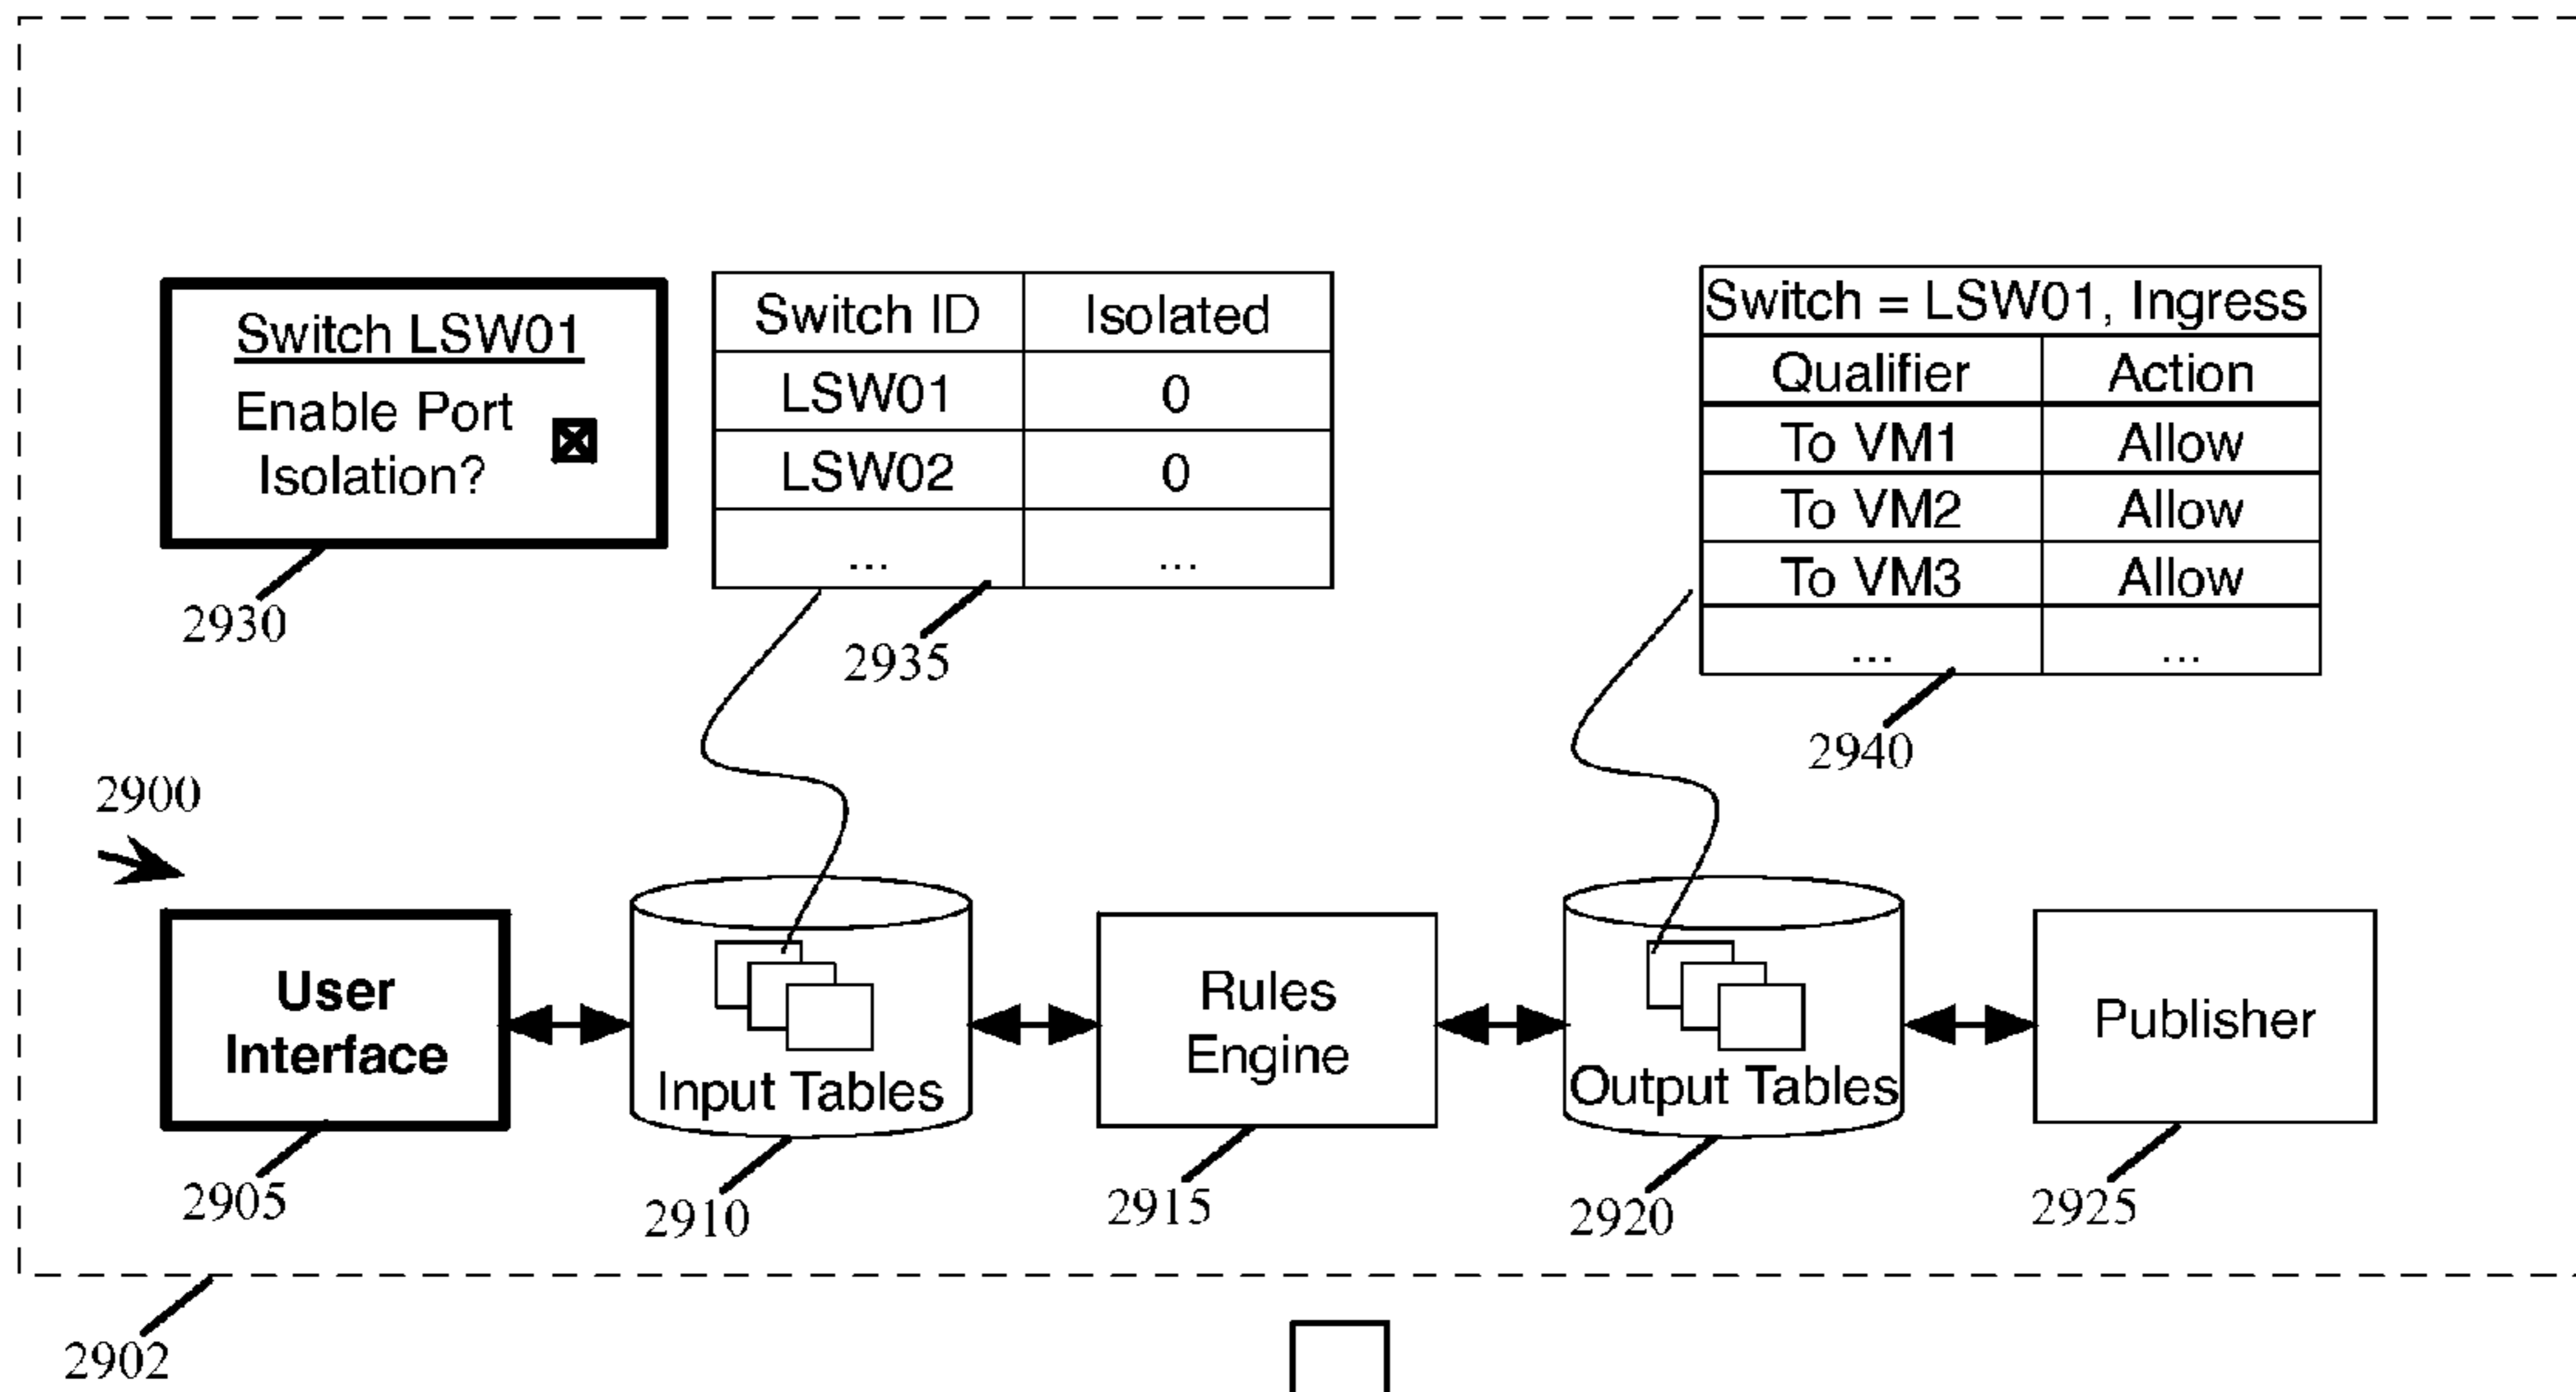 Switch LSW01
Enable Port
Isolation?
2930
Switch ID Isolated
LSW01 0
LSW02 0
... ...
2935
Switch = LSW01, Ingress
Qualifier Action
To VM1 Allow
To VM2 Allow
To VM3 Allow
... ...
2940
2900
User
Interface
2905
Input Tables
2910
Rules
Engine
2915
Output Tables
2920
Publisher
2925
2902